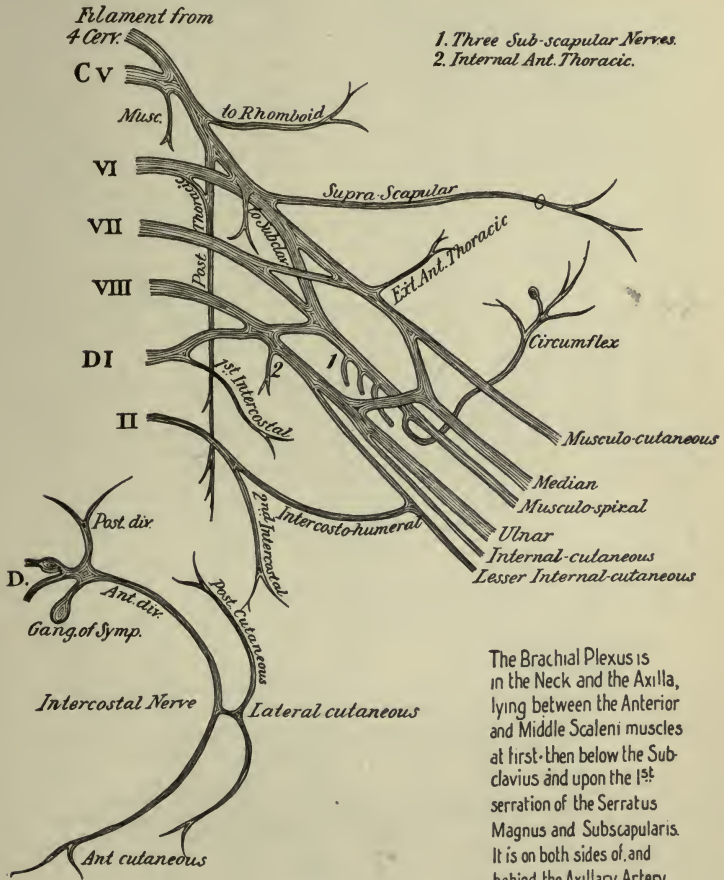 Filament from
4 Cerv.
1. Three Sub-scapular Nerves.
2. Internal Ant. Thoracic.
C V
Musc.
to Rhomboid
VI
Supra-Scapular
Post. Thoracic
to Subclav.
VII
Ext. Ant. Thoracic
VIII
Circumflex
D I
2
1
1st Intercostal
II
Musculo-cutaneous
Median
Musculo-spiral
2nd Intercostal
Intercosto-humeral
Ulnar
Internal-cutaneous
Lesser Internal-cutaneous
Post. div.
D.
Ant. div.
Post. Cutaneous
Gang. of Symp.
Intercostal Nerve
Lateral cutaneous
Ant cutaneous
The Brachial Plexus is
in the Neck and the Axilla,
lying between the Anterior
and Middle Scaleni muscles
at first-then below the Sub-
clavius and upon the 1st
serration of the Serratus
Magnus and Subscapularis.
It is on both sides of, and
behind the Axillary Artery